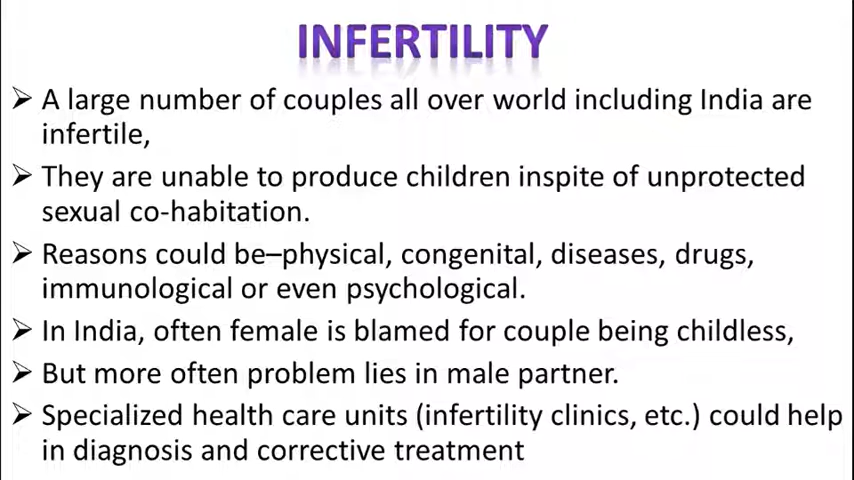 INFERTILITY
➢ A large number of couples all over world including India are
infertile,
➢ They are unable to produce children inspite of unprotected
sexual co-habitation.
➢ Reasons could be–physical, congenital, diseases, drugs,
immunological or even psychological.
➢ In India, often female is blamed for couple being childless,
➢ But more often problem lies in male partner.
➢ Specialized health care units (infertility clinics, etc.) could help
in diagnosis and corrective treatment